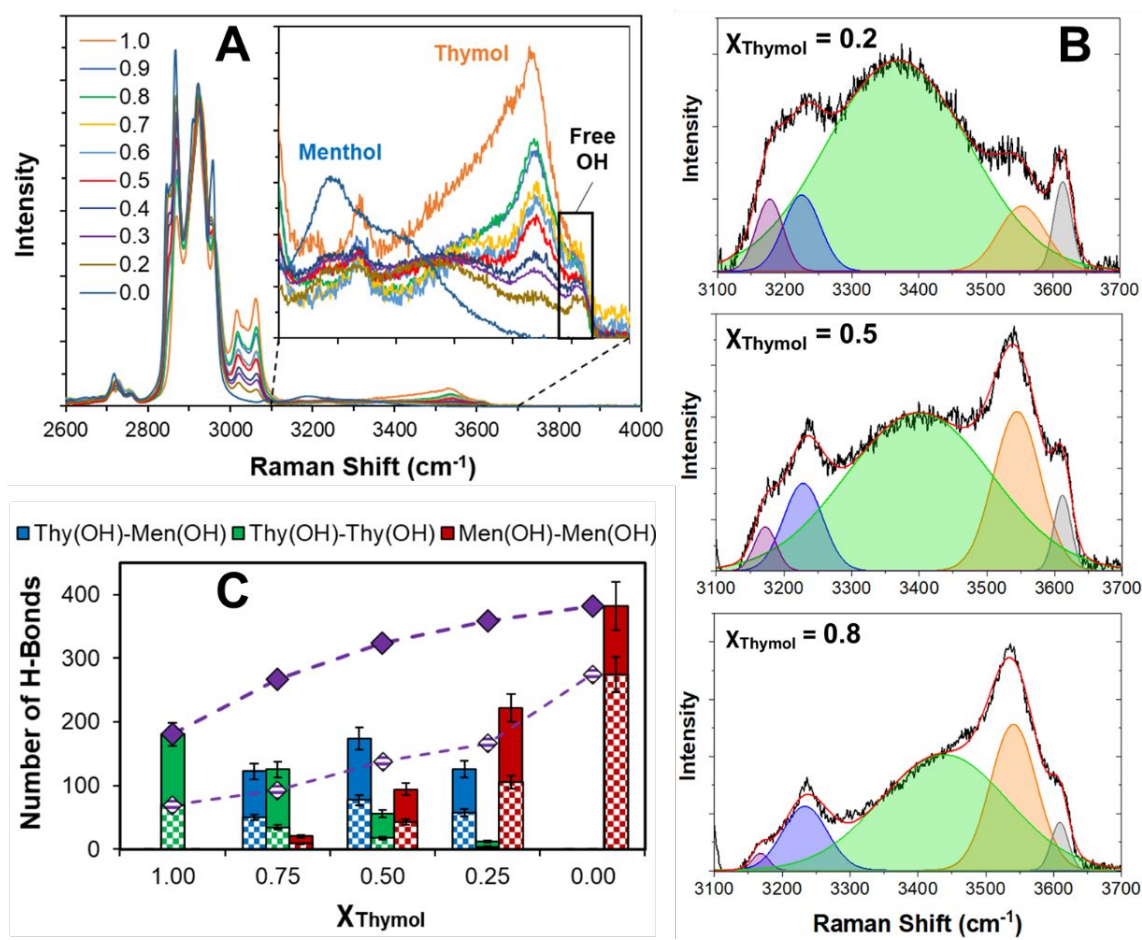 A
1.0
0.9
0.8
0.7
0.6
0.5
0.4
0.3
0.2
0.0
Thymol
Menthol
Free
OH
Intensity
2600 2800 3000 3200 3400 3600 3800 4000
Raman Shift (cm-1)
B
XThymol = 0.2
Intensity
3100 3200 3300 3400 3500 3600 3700
XThymol = 0.5
Intensity
3100 3200 3300 3400 3500 3600 3700
XThymol = 0.8
Intensity
3100 3200 3300 3400 3500 3600 3700
Raman Shift (cm-1)
Thy(OH)-Men(OH) Thy(OH)-Thy(OH) Men(OH)-Men(OH)
C
Number of H-Bonds
400
300
200
100
0
1.00 0.75 0.50 0.25 0.00
XThymol